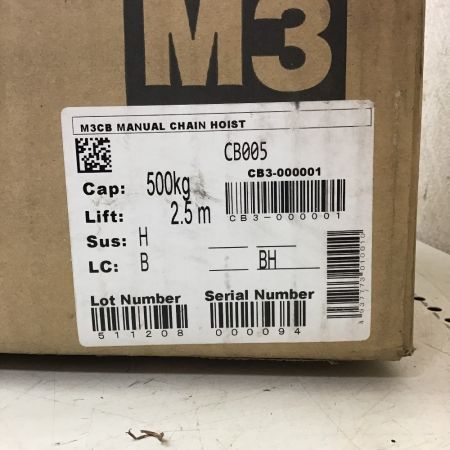 M3
M3CB MANUAL CHAIN HOIST
CB005
Cap: 500kg
CB3-000001
Lift: 2.5 m
CB3-000001
Sus: H
LC: B BH
Lot Number Serial Number
511208 000094